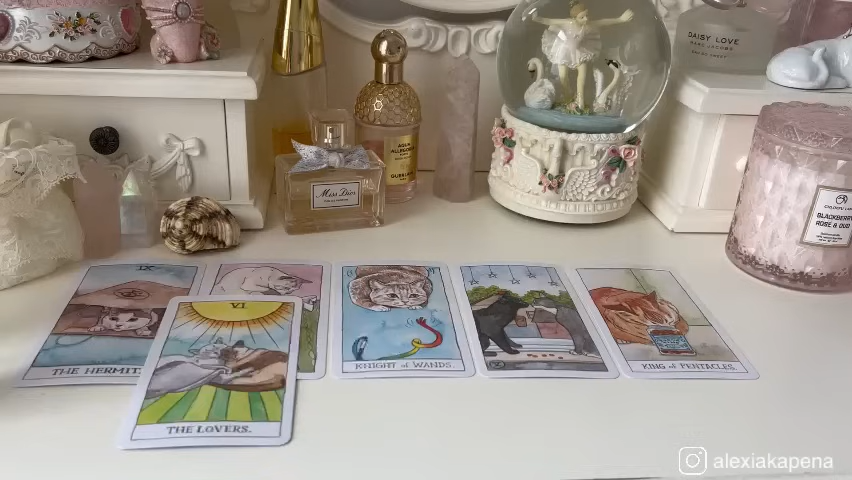 DAISY LOVE
MARC JACOBS
AQUA
ALLEGORIA
GUERLAIN
Miss Dior
BLACKBERRY
ROSE & OUD
IX
THE HERMIT
VI
THE LOVERS.
KNIGHT of WANDS.
KING of PENTACLES.
alexiakapena